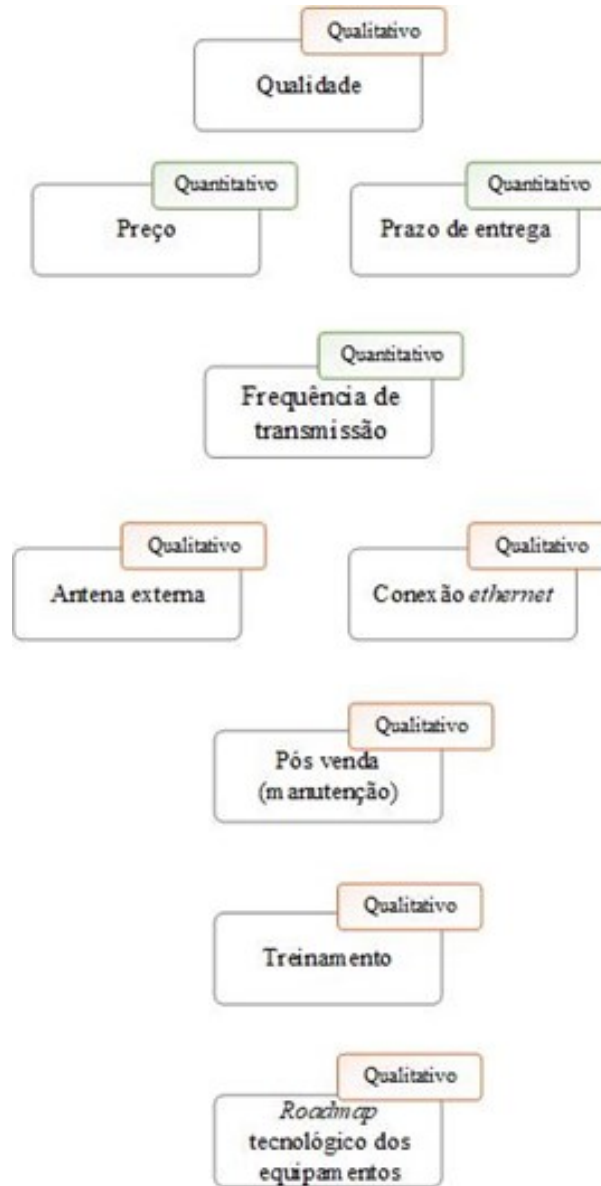 Qualitativo
Qualidade
Quantitativo
Preço
Quantitativo
Prazo de entrega
Quantitativo
Frequência de
transmissão
Qualitativo
Antena externa
Qualitativo
Conexão ethernet
Qualitativo
Pós venda
(manutenção)
Qualitativo
Treinamento
Qualitativo
Roadmap
tecnológico dos
equipamentos